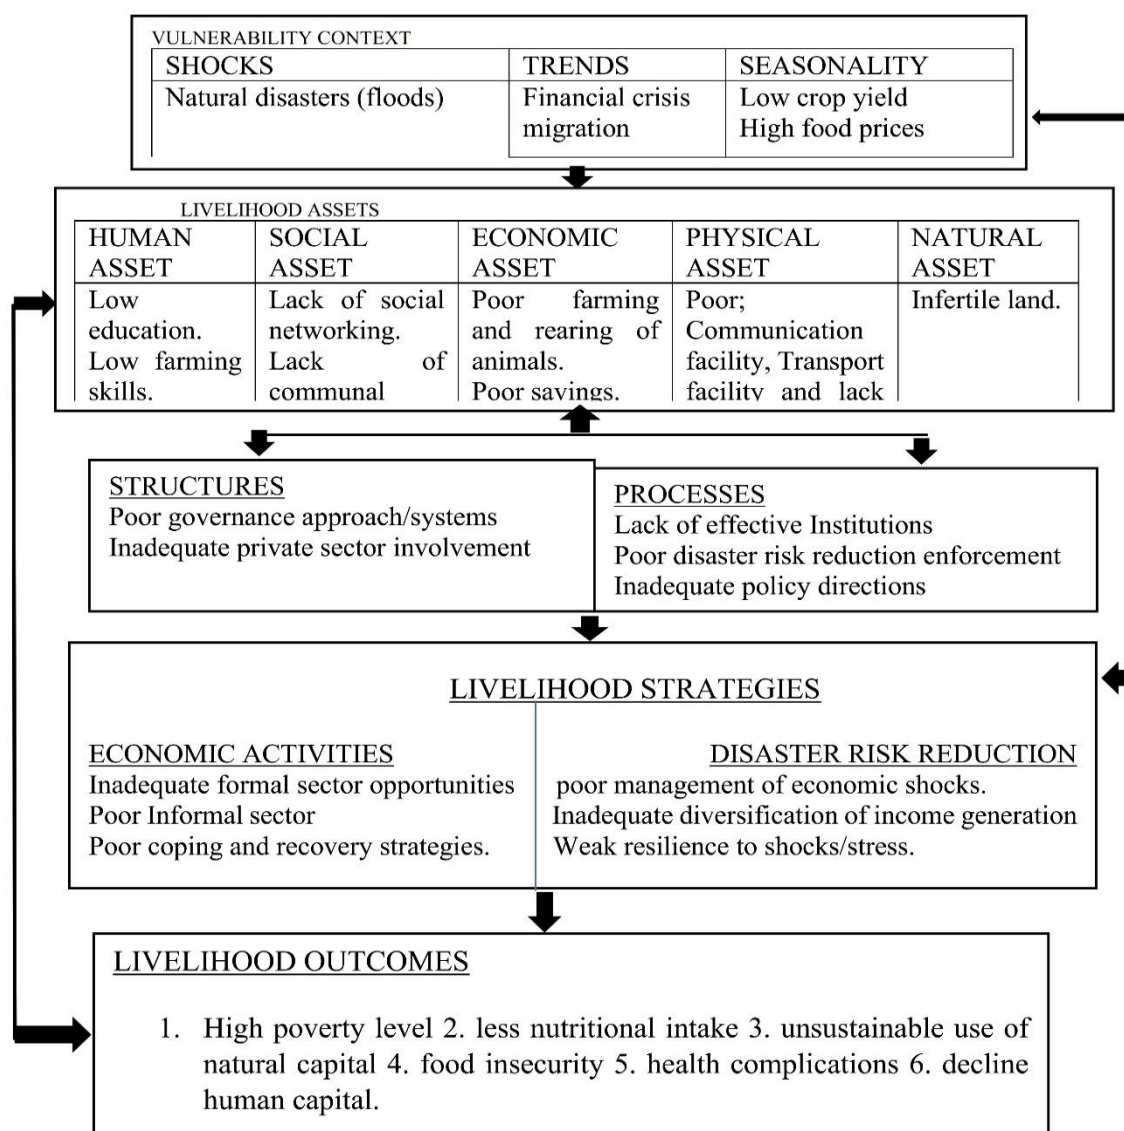 VULNERABILITY CONTEXT
SHOCKS
Natural disasters (floods)
TRENDS
Financial crisis
migration
SEASONALITY
Low crop yield
High food prices
LIVELIHOOD ASSETS
HUMAN
ASSET
Low
education.
Low farming
skills.
SOCIAL
ASSET
Lack of social
networking.
Lack of
communal
ECONOMIC
ASSET
Poor farming
and rearing of
animals.
Poor savings.
PHYSICAL
ASSET
Poor;
Communication
facility, Transport
facility and lack
NATURAL
ASSET
Infertile land.
STRUCTURES
Poor governance approach/systems
Inadequate private sector involvement
PROCESSES
Lack of effective Institutions
Poor disaster risk reduction enforcement
Inadequate policy directions
LIVELIHOOD STRATEGIES
ECONOMIC ACTIVITIES
Inadequate formal sector opportunities
Poor Informal sector
Poor coping and recovery strategies.
DISASTER RISK REDUCTION
poor management of economic shocks.
Inadequate diversification of income generation
Weak resilience to shocks/stress.
LIVELIHOOD OUTCOMES
1. High poverty level 2. less nutritional intake 3. unsustainable use of
natural capital 4. food insecurity 5. health complications 6. decline
human capital.